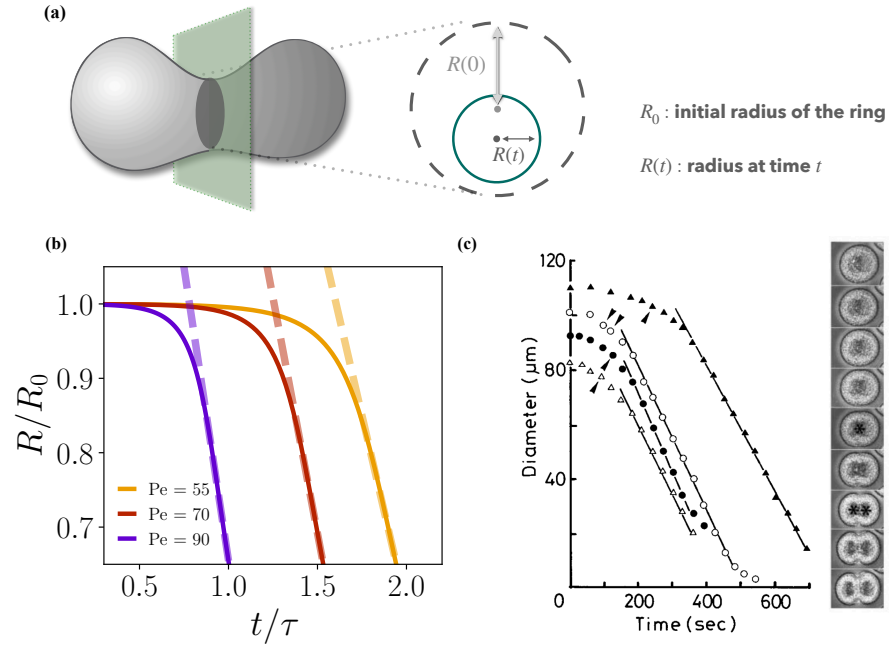 (a)
R(0)
R(t)
R₀ : initial radius of the ring
R(t) : radius at time t
(b)
R/R₀
1.0
0.9
0.8
0.7
Pe = 55
Pe = 70
Pe = 90
0.5
1.0
1.5
2.0
t/τ
(c)
Diameter (μm)
120
80
40
0
0
200
400
600
Time (sec)
*
**